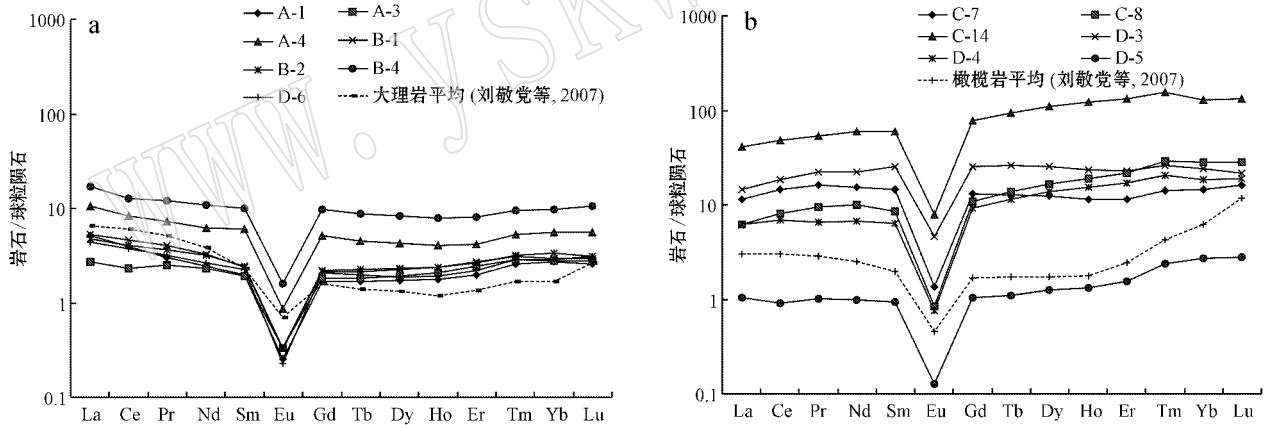 a
A-1
A-3
A-4
B-1
B-2
B-4
D-6
大理岩平均 (刘敬党等, 2007)
1000
100
10
1
0.1
岩石/球粒陨石
La Ce Pr Nd Sm Eu Gd Tb Dy Ho Er Tm Yb Lu
b
C-7
C-8
C-14
D-3
D-4
D-5
橄榄岩平均 (刘敬党等, 2007)
1000
100
10
1
0.1
岩石/球粒陨石
La Ce Pr Nd Sm Eu Gd Tb Dy Ho Er Tm Yb Lu